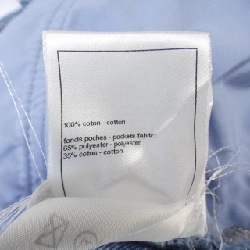 100% coton - cotton
fonds poches - pockets fabric
65% polyester - polyester
35% coton - cotton